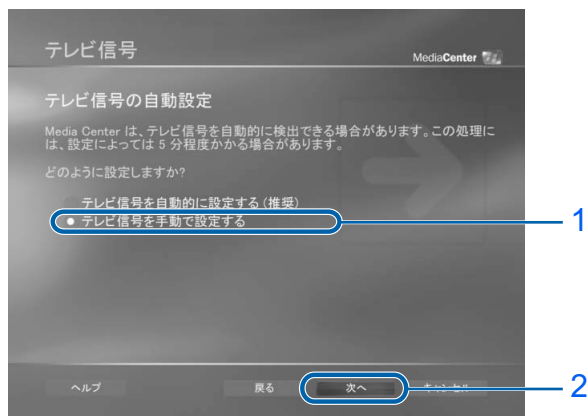 テレビ信号
MediaCenter
テレビ信号の自動設定
Media Center は、テレビ信号を自動的に検出できる場合があります。この処理に
は、設定によっては 5 分程度かかる場合があります。
どのように設定しますか?
テレビ信号を自動的に設定する (推奨)
テレビ信号を手動で設定する
1
ヘルプ
戻る
次へ
キャンセル
2